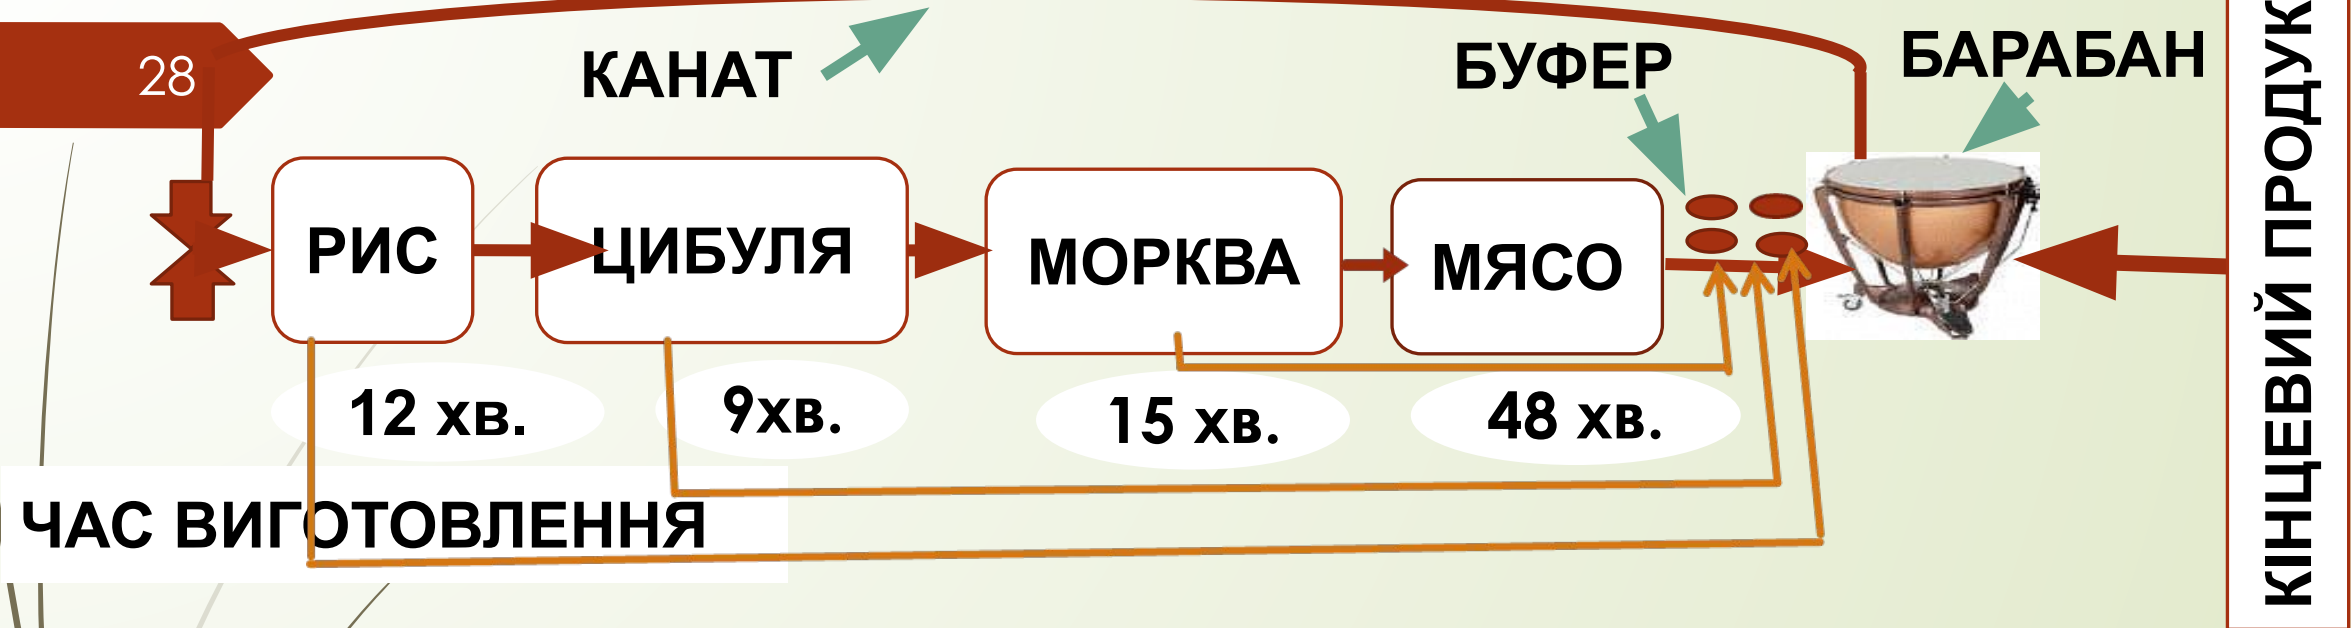 28
КАНАТ
БУФЕР
БАРАБАН
РИС
ЦИБУЛЯ
МОРКВА
МЯСО
12 хв.
9хв.
15 хв.
48 хв.
ЧАС ВИГОТОВЛЕННЯ
КІНЦЕВИЙ ПРОДУК